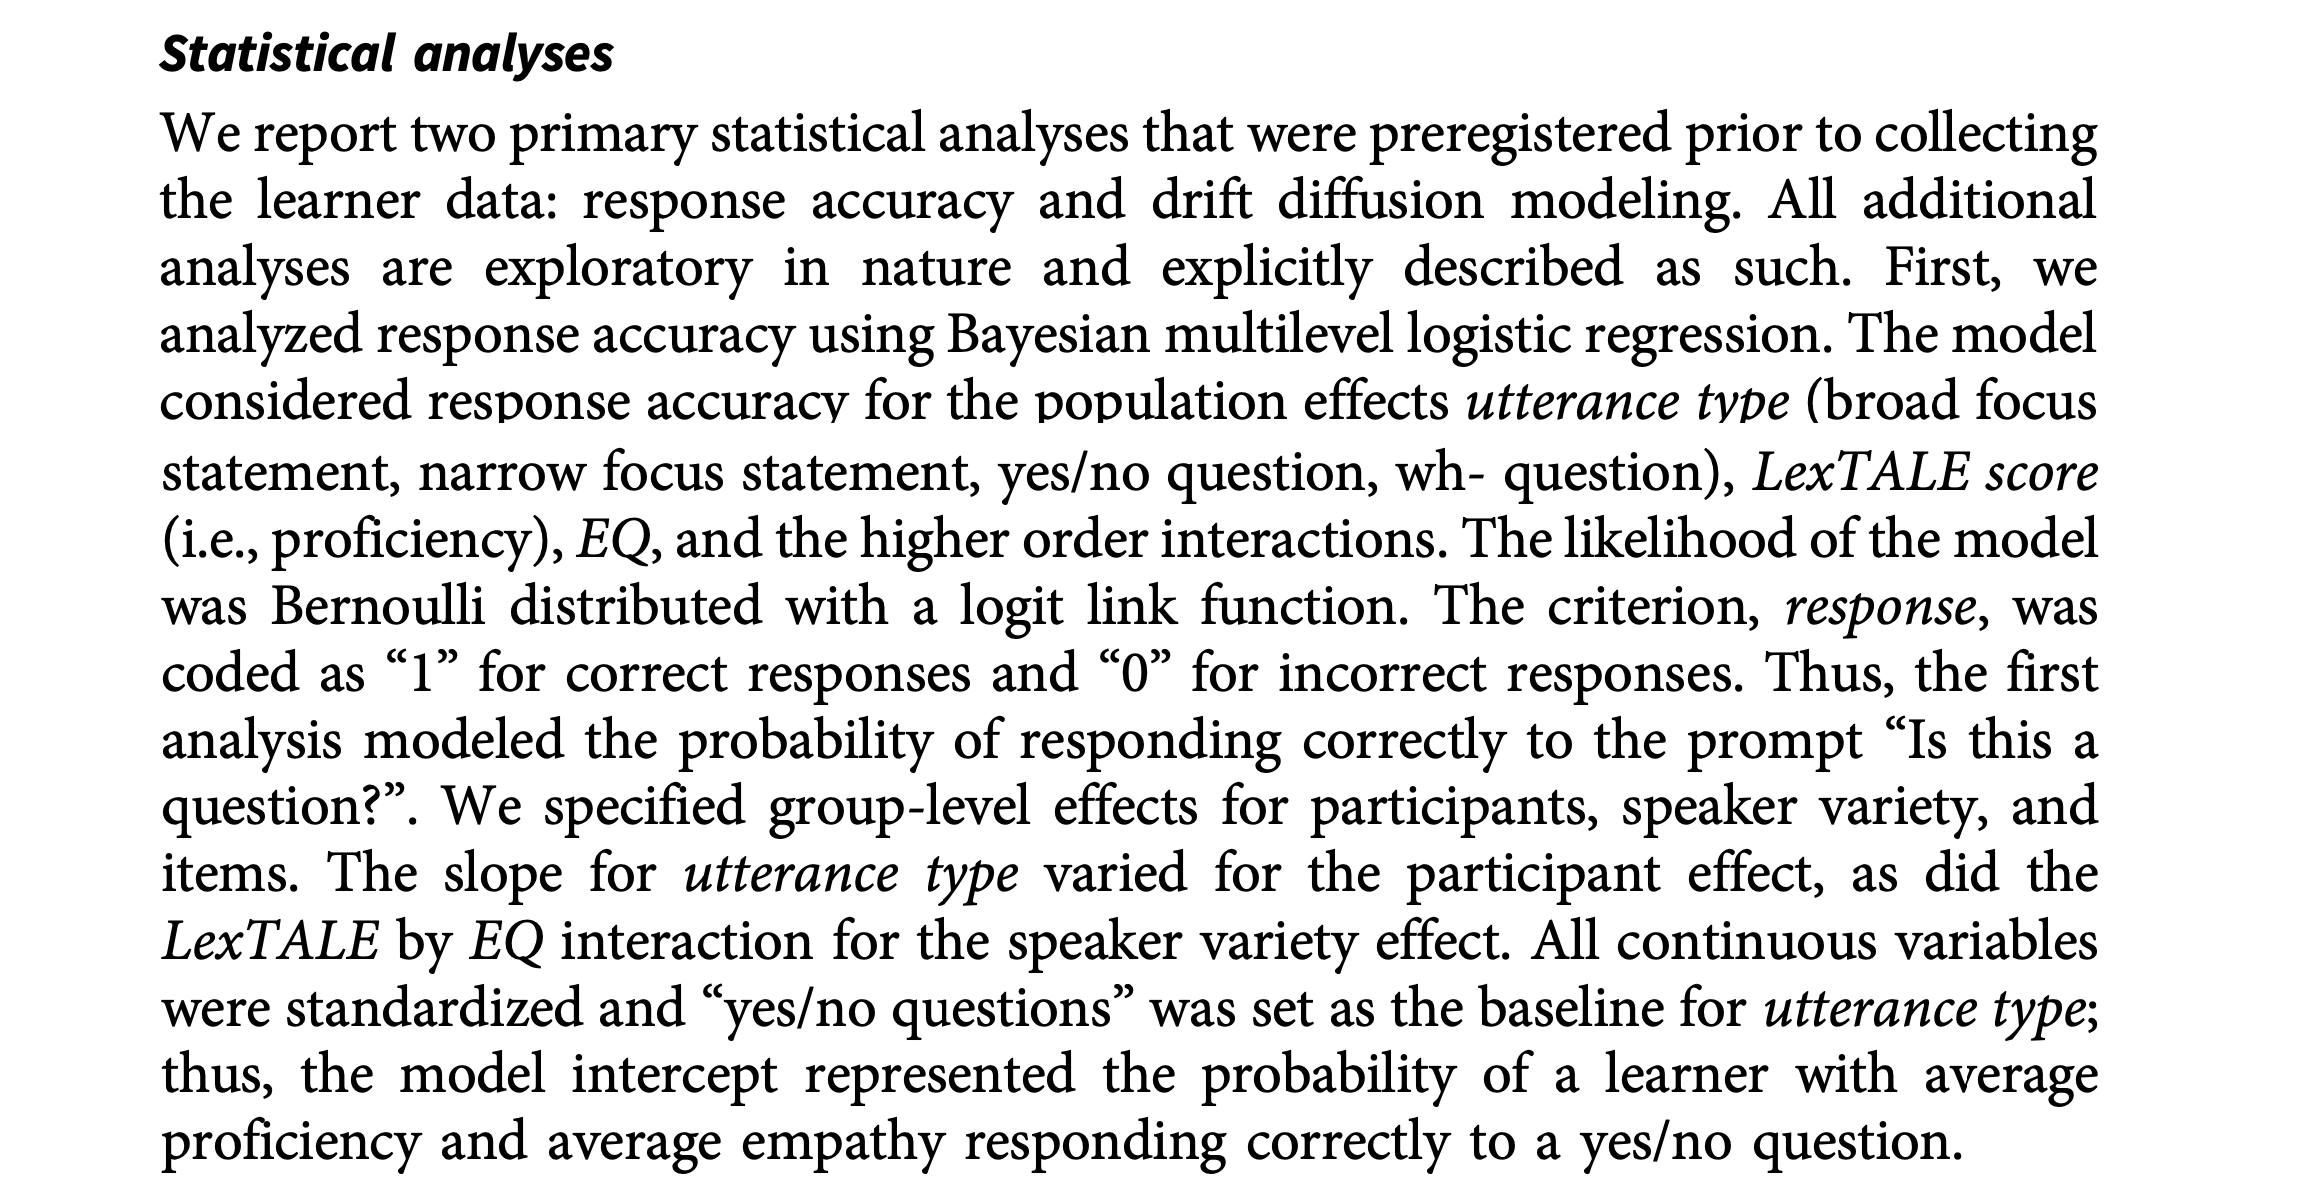 Statistical analyses
We report two primary statistical analyses that were preregistered prior to collecting
the learner data: response accuracy and drift diffusion modeling. All additional
analyses are exploratory in nature and explicitly described as such. First, we
analyzed response accuracy using Bayesian multilevel logistic regression. The model
considered response accuracy for the population effects utterance type (broad focus
statement, narrow focus statement, yes/no question, wh- question), LexTALE score
(i.e., proficiency), EQ, and the higher order interactions. The likelihood of the model
was Bernoulli distributed with a logit link function. The criterion, response, was
coded as “1” for correct responses and “0” for incorrect responses. Thus, the first
analysis modeled the probability of responding correctly to the prompt “Is this a
question?”. We specified group-level effects for participants, speaker variety, and
items. The slope for utterance type varied for the participant effect, as did the
LexTALE by EQ interaction for the speaker variety effect. All continuous variables
were standardized and “yes/no questions” was set as the baseline for utterance type;
thus, the model intercept represented the probability of a learner with average
proficiency and average empathy responding correctly to a yes/no question.